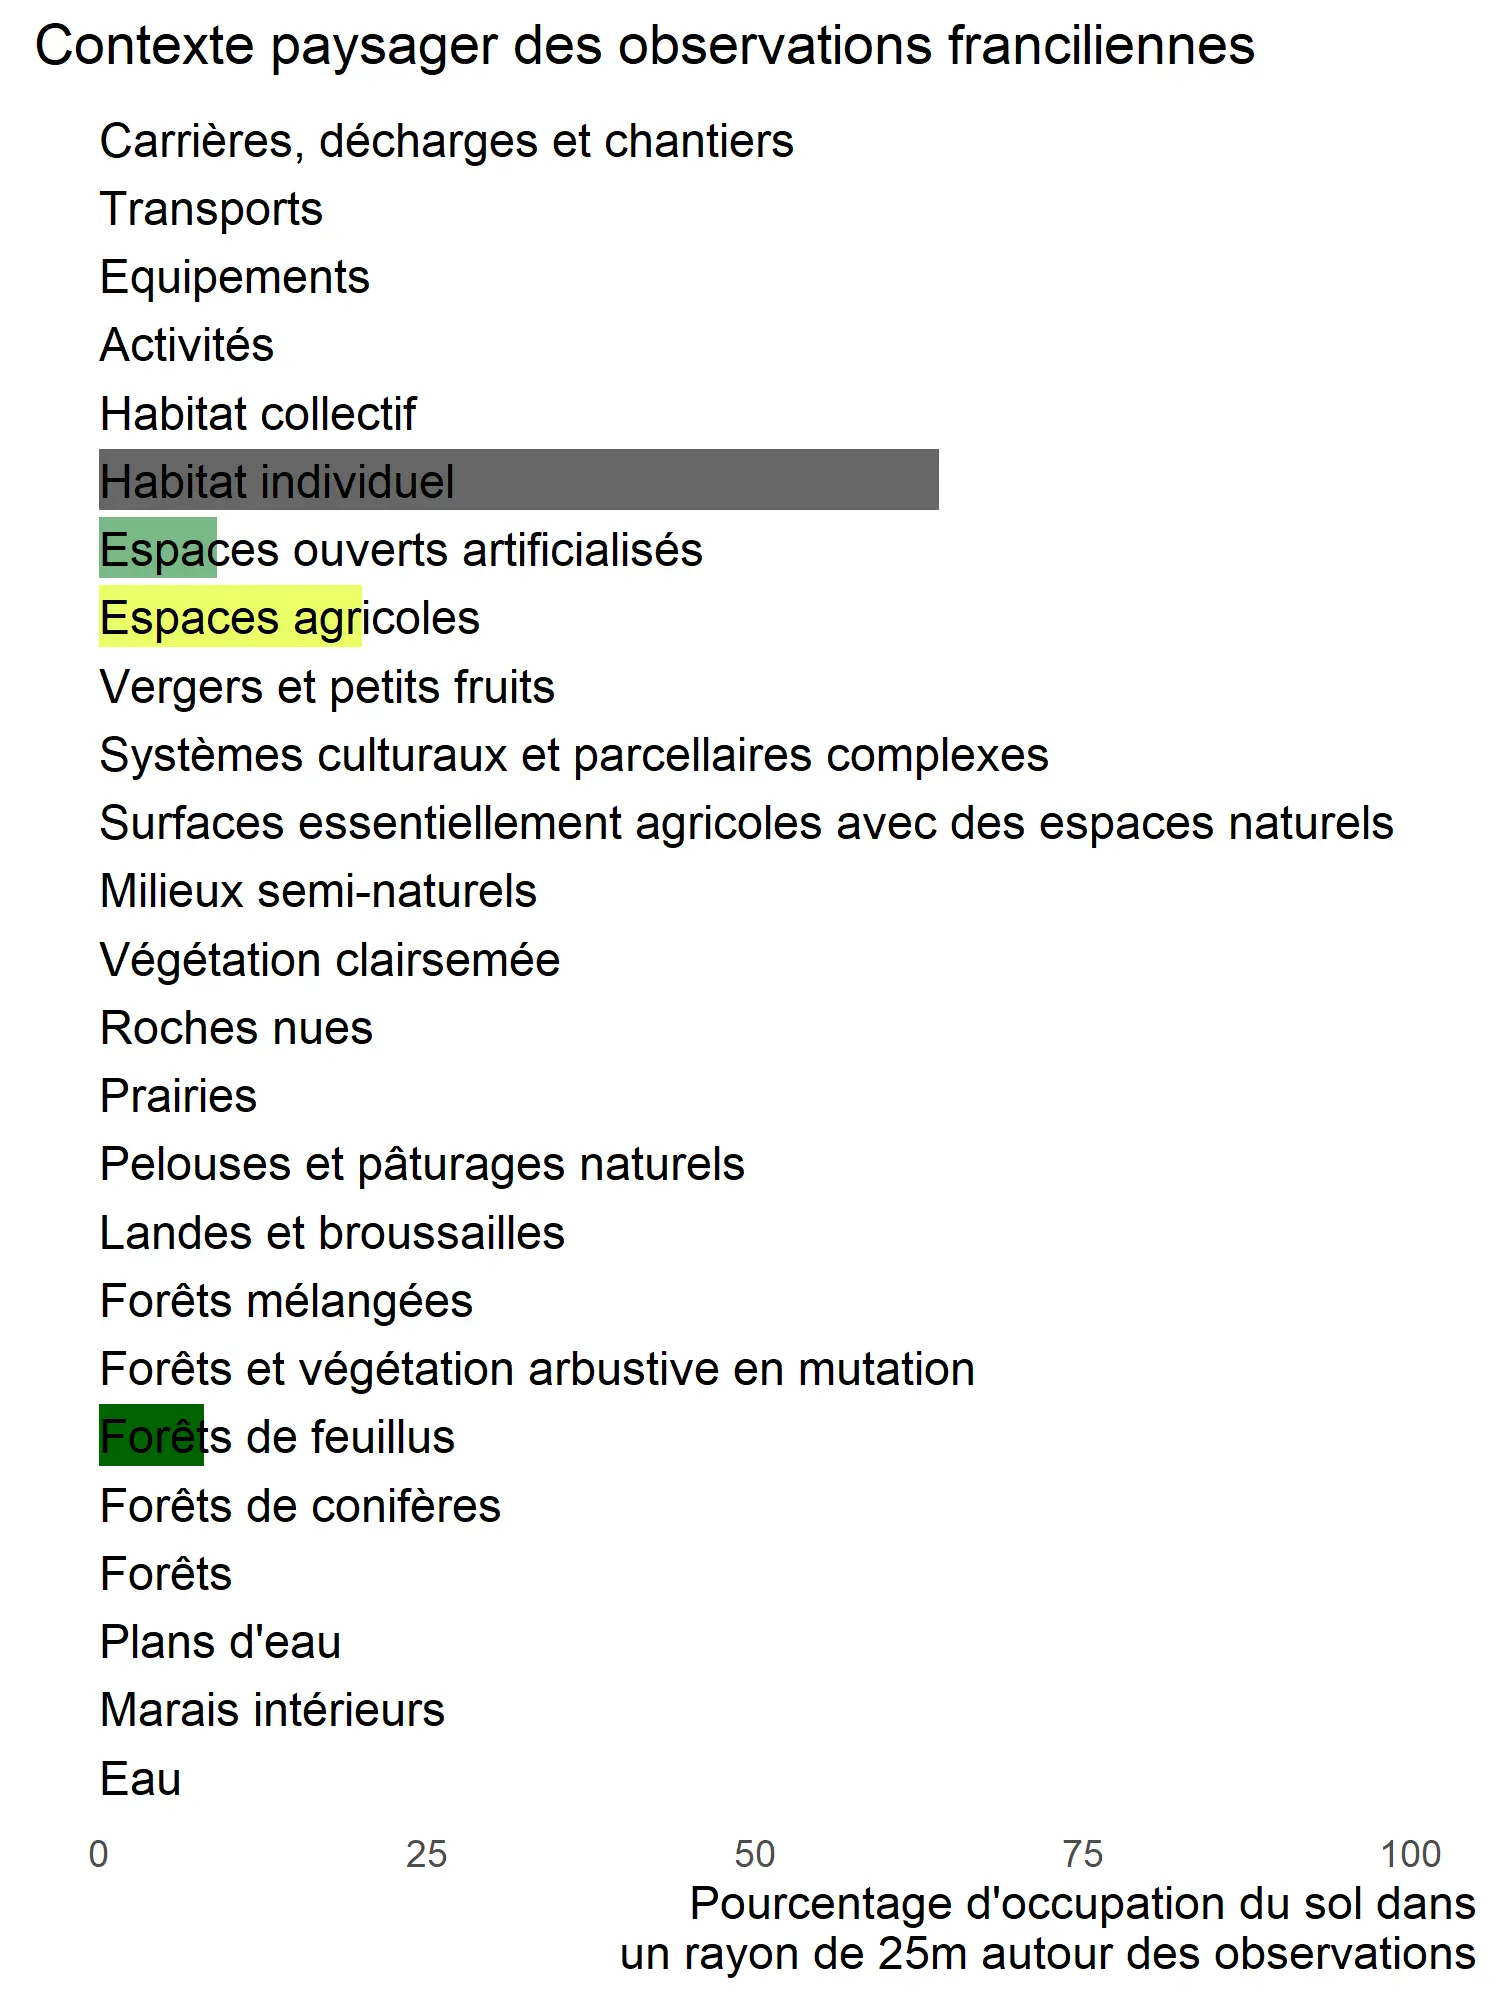 Contexte paysager des observations franciliennes
Carrières, décharges et chantiers
Transports
Equipements
Activités
Habitat collectif
Habitat individuel
Espaces ouverts artificialisés
Espaces agricoles
Vergers et petits fruits
Systèmes culturaux et parcellaires complexes
Surfaces essentiellement agricoles avec des espaces naturels
Milieux semi-naturels
Végétation clairsemée
Roches nues
Prairies
Pelouses et pâturages naturels
Landes et broussailles
Forêts mélangées
Forêts et végétation arbustive en mutation
Forêts de feuillus
Forêts de conifères
Forêts
Plans d'eau
Marais intérieurs
Eau
0 25 50 75 100
Pourcentage d'occupation du sol dans
un rayon de 25m autour des observations